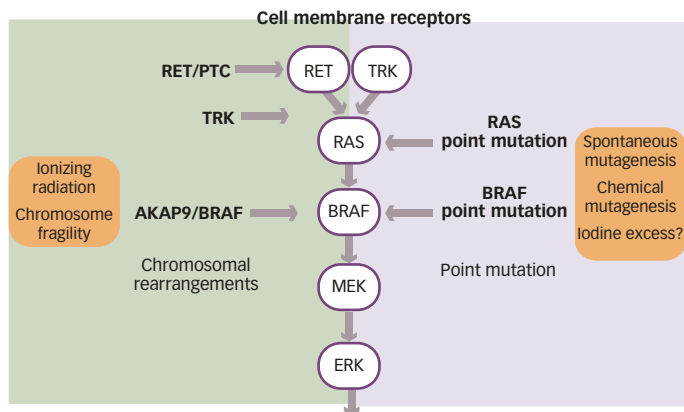 Cell membrane receptors
RET/PTC
RET
TRK
TRK
RAS
RAS
point mutation
Ionizing
radiation
Chromosome
fragility
AKAP9/BRAF
BRAF
BRAF
point mutation
Spontaneous
mutagenesis
Chemical
mutagenesis
Iodine excess?
Chromosomal
rearrangements
MEK
Point mutation
ERK